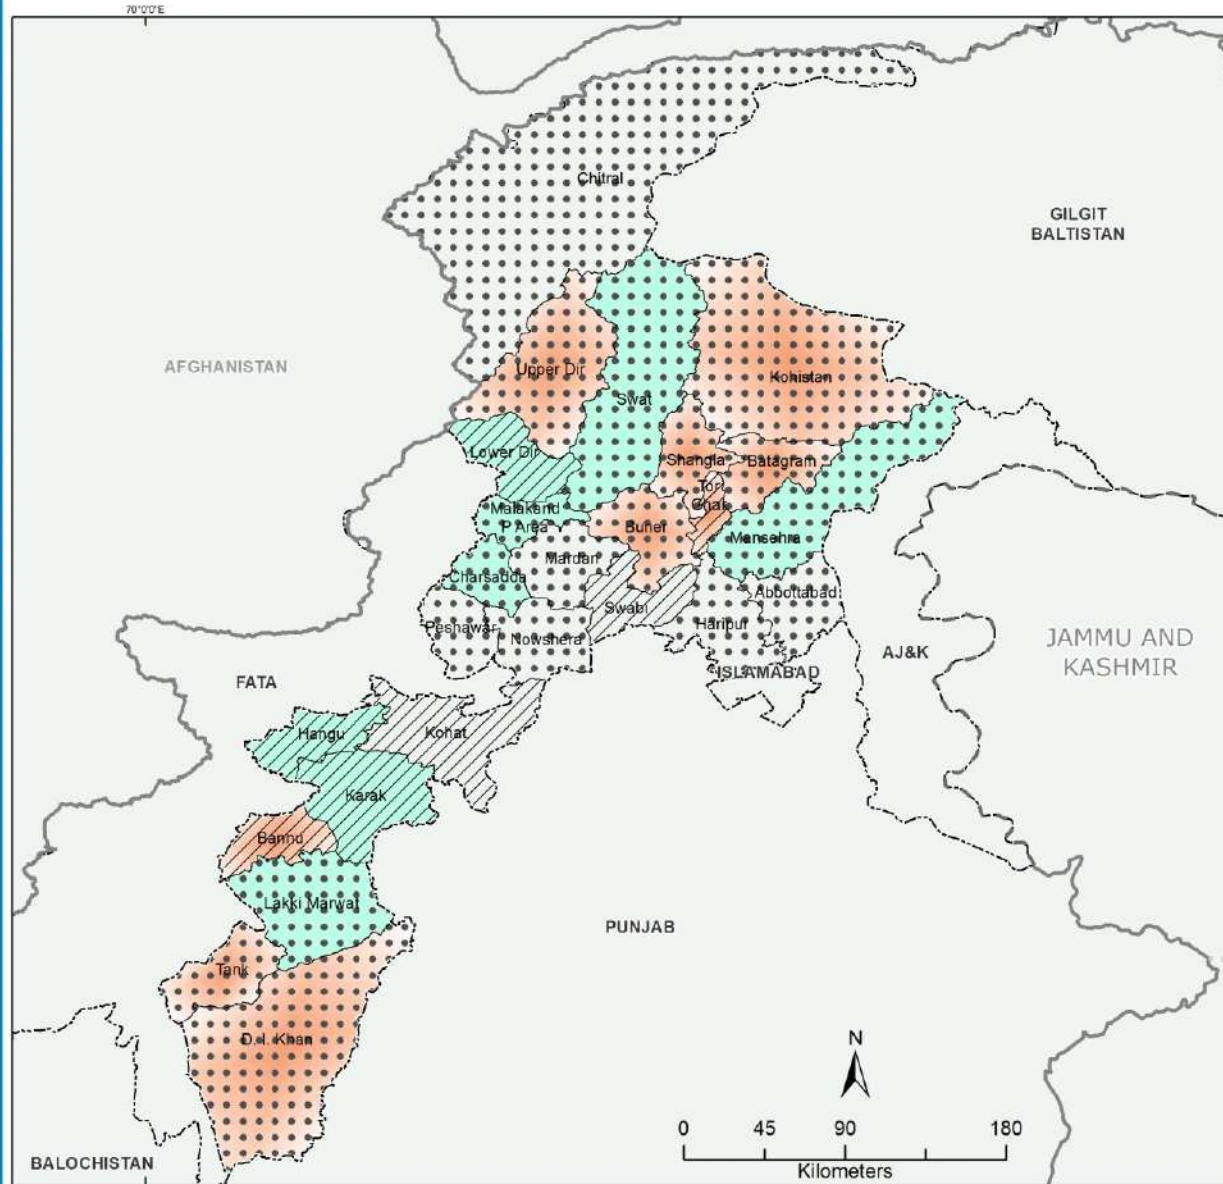 70°0'0"E
Chitral
GILGIT
BALTISTAN
AFGHANISTAN
Upper Dir
Kohistan
Swat
Lower Dir
Shangla
Batagram
Tor
Ghar
Malakand
P Area
Buner
Mansehra
Mardan
Charsadda
Abbottabad
Swabi
Haripur
Peshawar
Nowshera
JAMMU AND
KASHMIR
AJ&K
ISLAMABAD
FATA
Hangu
Kohat
Karak
Bannu
Lakki Marwat
PUNJAB
Tank
D. I. Khan
N
0 45 90 180
Kilometers
BALOCHISTAN